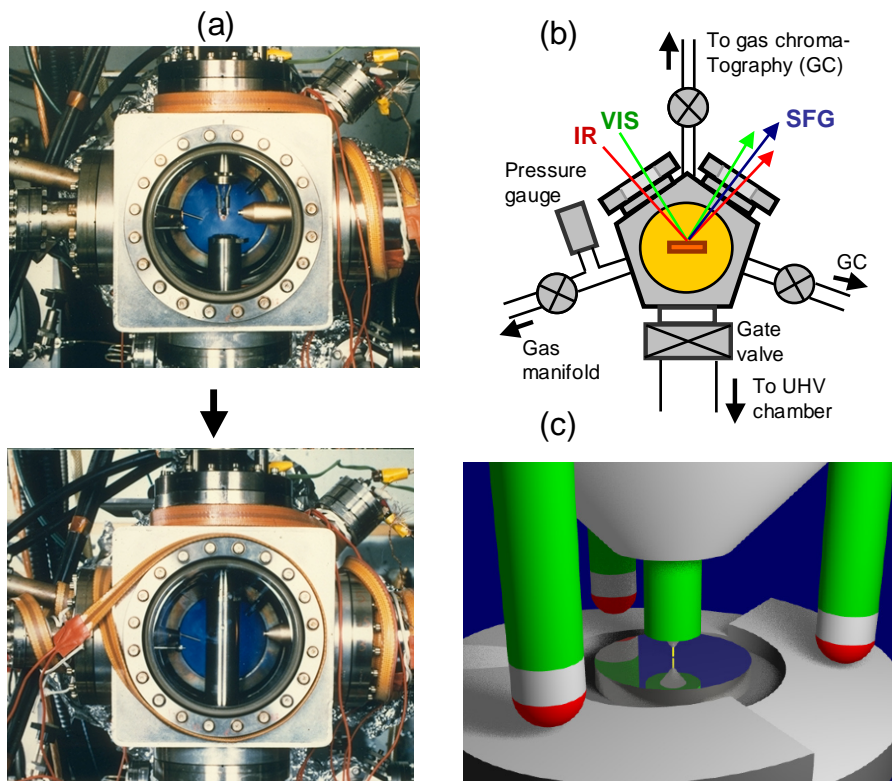 (a)
(b)
To gas chroma-
Tography (GC)
VIS
IR
SFG
Pressure
gauge
GC
Gas
manifold
Gate
valve
To UHV
chamber
(c)